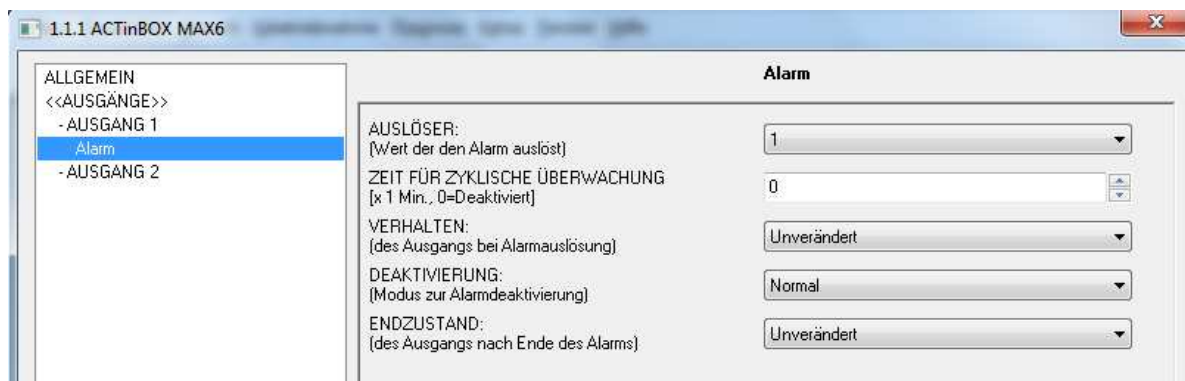 1.1.1 ACTinBOX MAX6
ALLGEMEIN
<<AUSGÄNGE>>
-AUSGANG 1
Alarm
-AUSGANG 2
Alarm
AUSLÖSER:
(Wert der den Alarm auslöst)
1
ZEIT FÜR ZYKLISCHE ÜBERWACHUNG
[x 1 Min., 0=Deaktiviert]
0
VERHALTEN:
(des Ausgangs bei Alarmauslösung)
Unverändert
DEAKTIVIERUNG:
(Modus zur Alarmdeaktivierung)
Normal
ENDZUSTAND:
(des Ausgangs nach Ende des Alarms)
Unverändert